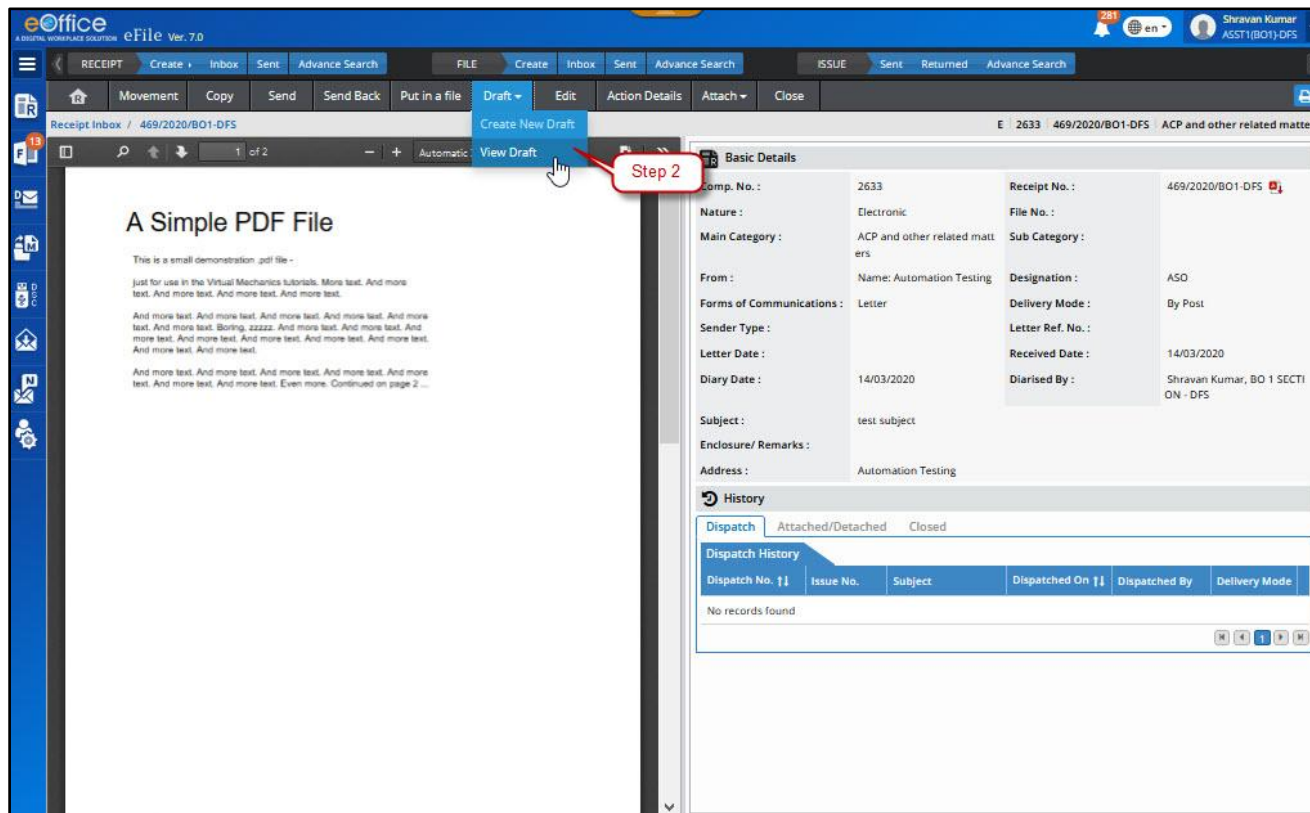 eOffice
A DIGITAL WORKPLACE SOLUTION eFile Ver. 7.0
281
en
Shravan Kumar
ASST1(BO1)-DFS
RECEIPT Create Inbox Sent Advance Search FILE Create Inbox Sent Advance Search ISSUE Sent Returned Advance Search
R Movement Copy Send Send Back Put in a file Draft Edit Action Details Attach Close
Receipt Inbox / 469/2020/BO1-DFS
Create New Draft
View Draft
E 2633 469/2020/BO1-DFS ACP and other related matte
13
1 of 2 − + Automatic
Step 2
A Simple PDF File
This is a small demonstration .pdf file -
just for use in the Virtual Mechanics tutorials. More text. And more
text. And more text. And more text. And more text.
And more text. And more text. And more text. And more text. And more
text. And more text. Boring, zzzzz. And more text. And more text. And
more text. And more text. And more text. And more text. And more text.
And more text. And more text.
And more text. And more text. And more text. And more text. And more
text. And more text. And more text. Even more. Continued on page 2 ...
Basic Details
Comp. No. : 2633 Receipt No. : 469/2020/BO1-DFS
Nature : Electronic File No. :
Main Category : ACP and other related matt Sub Category :
ers
From : Name: Automation Testing Designation : ASO
Forms of Communications : Letter Delivery Mode : By Post
Sender Type : Letter Ref. No. :
Letter Date : Received Date : 14/03/2020
Diary Date : 14/03/2020 Diarised By : Shravan Kumar, BO 1 SECTI
ON - DFS
Subject : test subject
Enclosure/ Remarks :
Address : Automation Testing
History
Dispatch Attached/Detached Closed
Dispatch History
Dispatch No. Issue No. Subject Dispatched On Dispatched By Delivery Mode
No records found
1